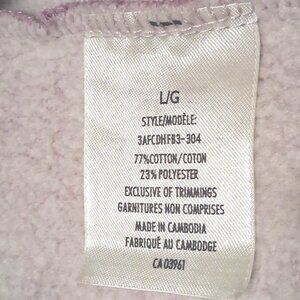 L/G
STYLE/MODÈLE:
3AFCDHFB3-304
77%COTTON/COTON
23%POLYESTER
EXCLUSIVE OF TRIMMINGS
GARNITURES NON COMPRISES
MADE IN CAMBODIA
FABRIQUÉ AU CAMBODGE
CA 03961